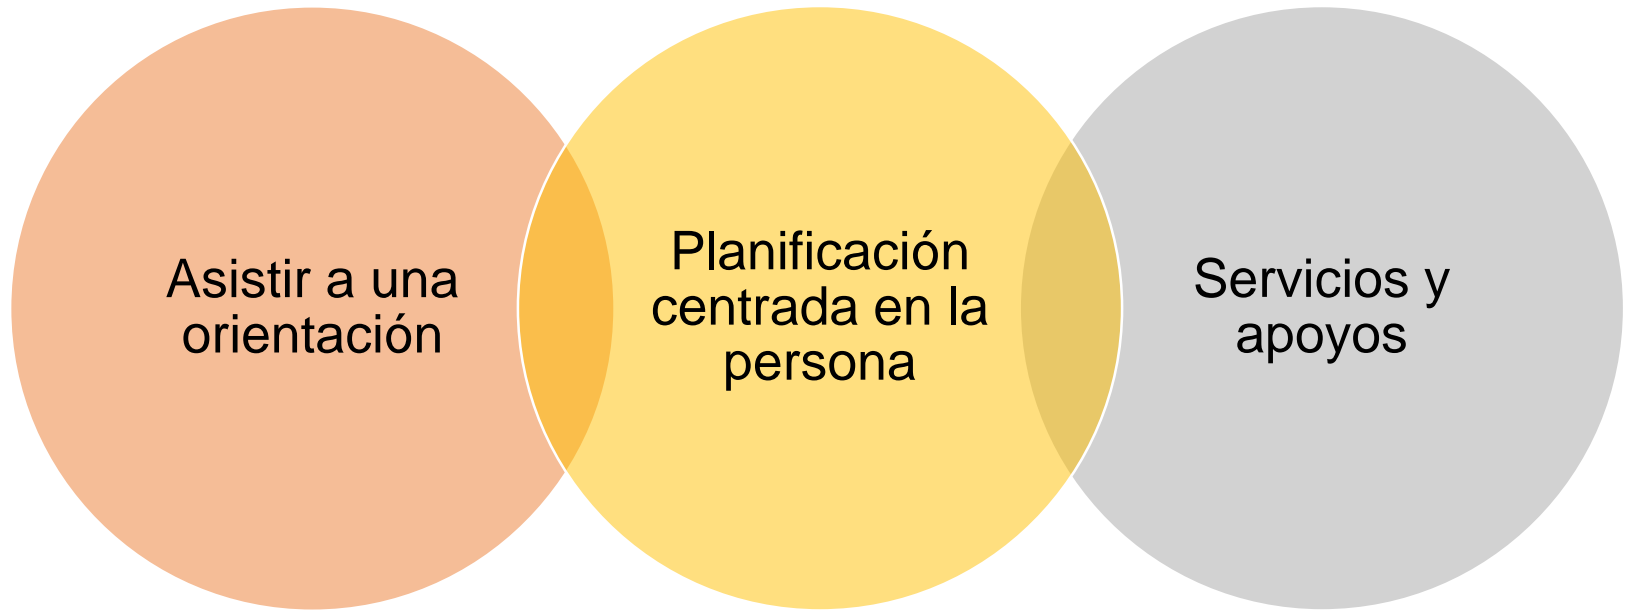 Asistir a una
orientación
Planificación
centrada en la
persona
Servicios y
apoyos